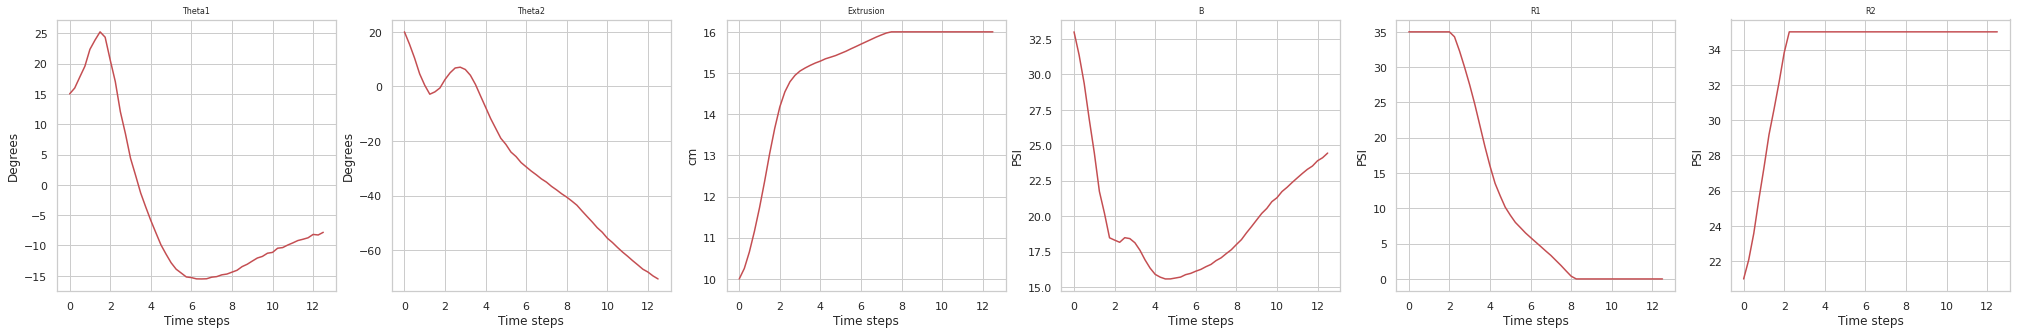 Theta1
Degrees
25
20
15
10
5
0
−5
−10
−15
0 2 4 6 8 10 12
Time steps
Theta2
Degrees
20
0
−20
−40
−60
0 2 4 6 8 10 12
Time steps
Extrusion
cm
16
15
14
13
12
11
10
0 2 4 6 8 10 12
Time steps
B
PSI
32.5
30.0
27.5
25.0
22.5
20.0
17.5
15.0
0 2 4 6 8 10 12
Time steps
R1
PSI
35
30
25
20
15
10
5
0
0 2 4 6 8 10 12
Time steps
R2
PSI
34
32
30
28
26
24
22
0 2 4 6 8 10 12
Time steps